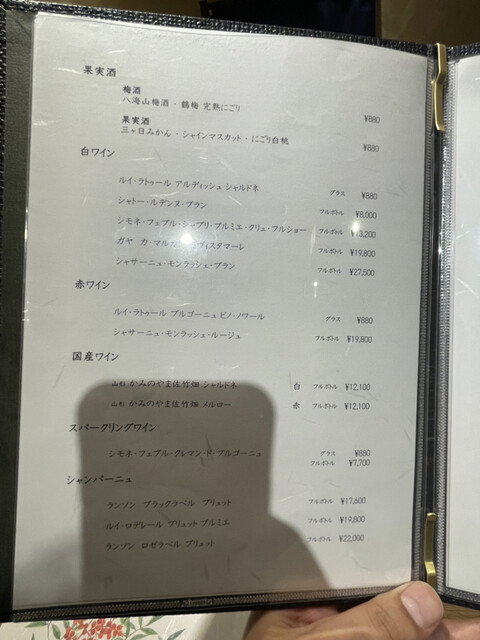 果実酒
梅酒
八海山梅酒・鶴梅 完熟にごり ¥880
果実酒
三ヶ日みかん・シャインマスカット・にごり白桃 ¥880
白ワイン
ルイ・ラトゥール アルディッシュ シャルドネ グラス ¥880
シャトー・ルデンヌ・ブラン フルボトル ¥8,000
シモネ・フェブル・シャブリ・プルミエ・クリュ・フルショー フルボトル ¥13,200
ガヤ カ・マルカンダ ヴィスタマーレ フルボトル ¥19,800
シャサーニュ・モンラッシェ・ブラン フルボトル ¥27,500
赤ワイン
ルイ・ラトゥール ブルゴーニュ ピノ・ノワール グラス ¥880
シャサーニュ・モンラッシェ・ルージュ フルボトル ¥19,800
国産ワイン
山形 かみのやま佐竹畑 シャルドネ 白 フルボトル ¥12,100
山形 かみのやま佐竹畑 メルロー 赤 フルボトル ¥12,100
スパークリングワイン
シモネ・フェブル・クレマン・ド・ブルゴーニュ グラス ¥880
フルボトル ¥7,700
シャンパーニュ
ランソン ブラックラベル ブリュット フルボトル ¥17,600
ルイ・ロデレール ブリュット プルミエ フルボトル ¥19,800
ランソン ロゼラベル ブリュット フルボトル ¥22,000